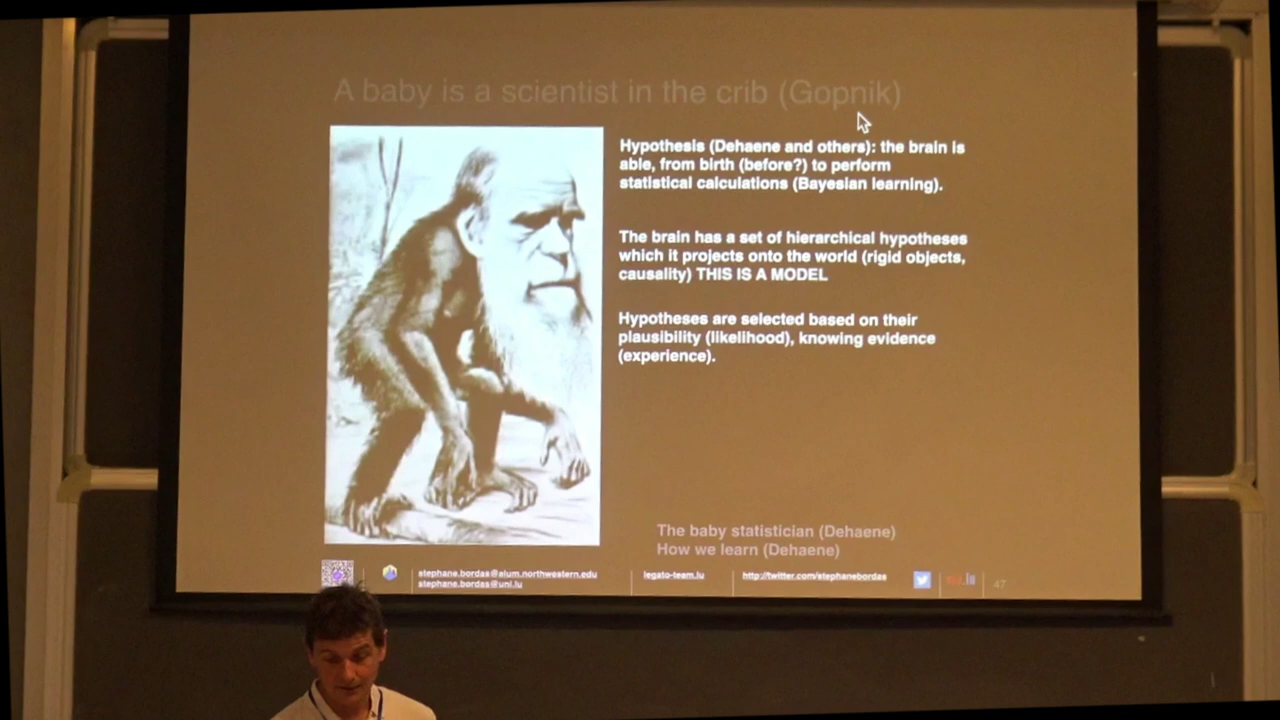 A baby is a scientist in the crib (Gopnik)
Hypothesis (Dehaene and others): the brain is
able, from birth (before?) to perform
statistical calculations (Bayesian learning).
The brain has a set of hierarchical hypotheses
which it projects onto the world (rigid objects,
causality) THIS IS A MODEL
Hypotheses are selected based on their
plausibility (likelihood), knowing evidence
(experience).
The baby statistician (Dehaene)
How we learn (Dehaene)
stephane.bordas@alum.northwestern.edu
stephane.bordas@uni.lu
legato-team.lu
http://twitter.com/stephanebordas
47